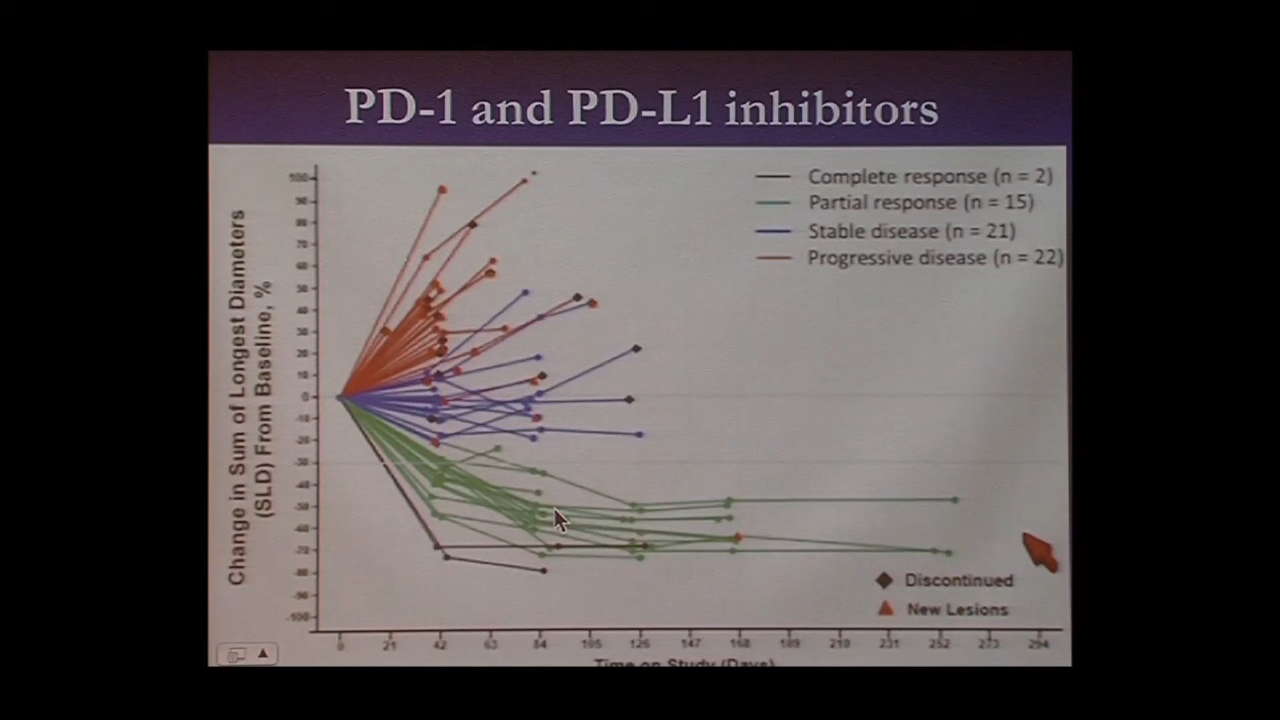 PD-1 and PD-L1 inhibitors
Complete response (n = 2)
Partial response (n = 15)
Stable disease (n = 21)
Progressive disease (n = 22)
Change in Sum of Longest Diameters
(SLD) From Baseline, %
100
90
80
70
60
50
40
30
20
10
0
-10
-20
-30
-40
-50
-60
-70
-80
-90
-100
Discontinued
New Lesions
0 21 42 63 84 105 126 147 168 189 210 231 252 273 294
Time on Study (Days)